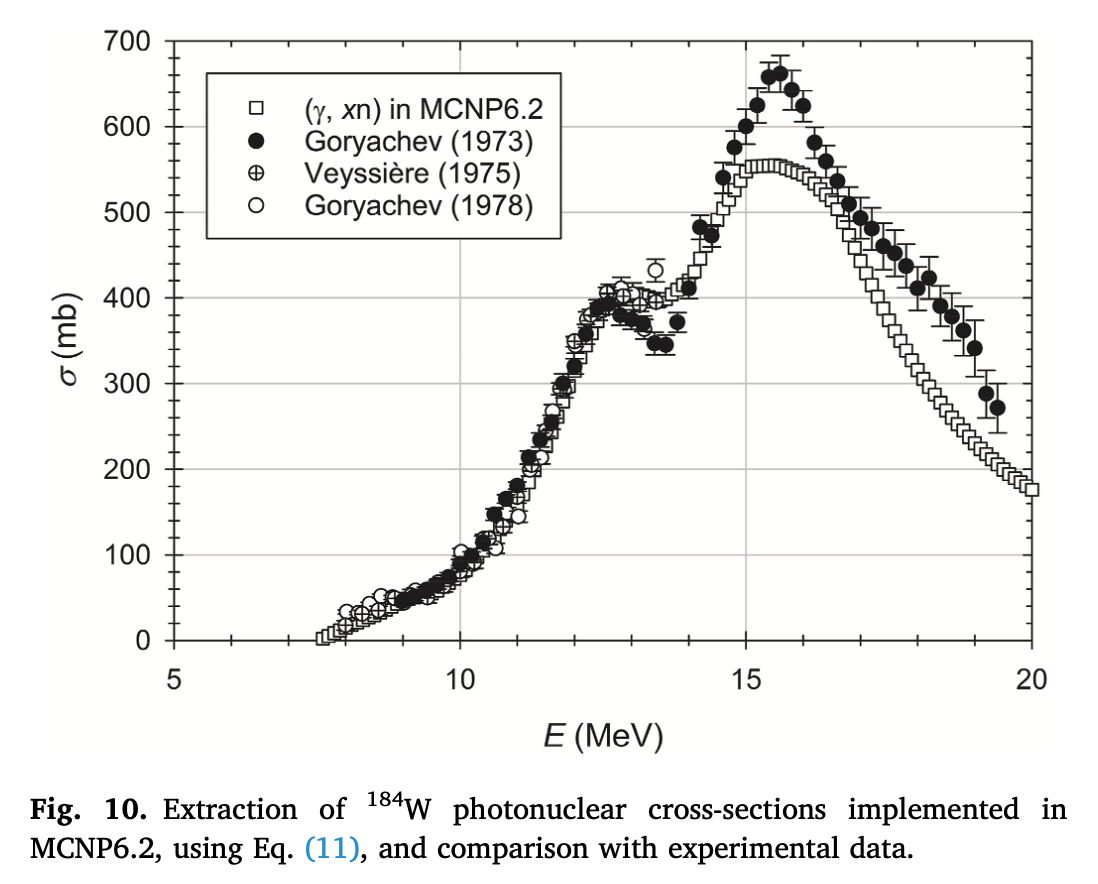 700
600
500
400
300
200
100
0
σ (mb)
(γ, xn) in MCNP6.2
Goryachev (1973)
Veyssière (1975)
Goryachev (1978)
5 10 15 20
E (MeV)
Fig. 10. Extraction of ¹⁸⁴W photonuclear cross-sections implemented in
MCNP6.2, using Eq. (11), and comparison with experimental data.